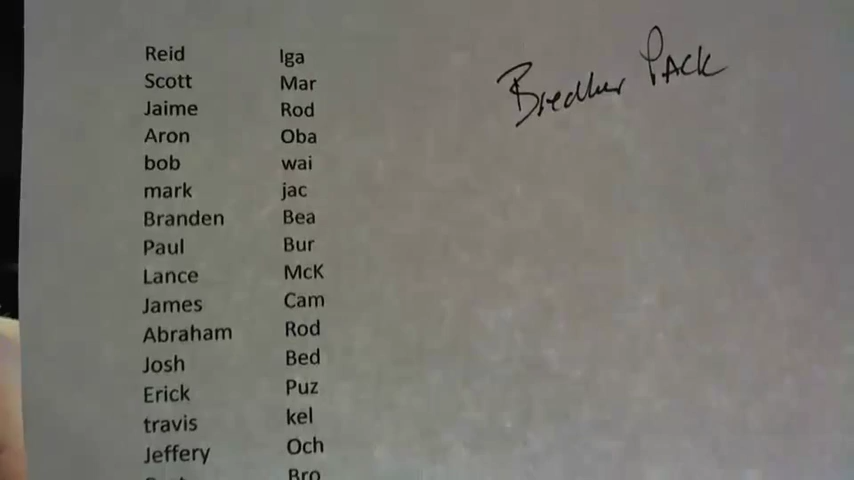 Reid Iga
Scott Mar
Jaime Rod
Aron Oba
bob wai
mark jac
Branden Bea
Paul Bur
Lance McK
James Cam
Abraham Rod
Josh Bed
Erick Puz
travis kel
Jeffery Och
Bro
PACK